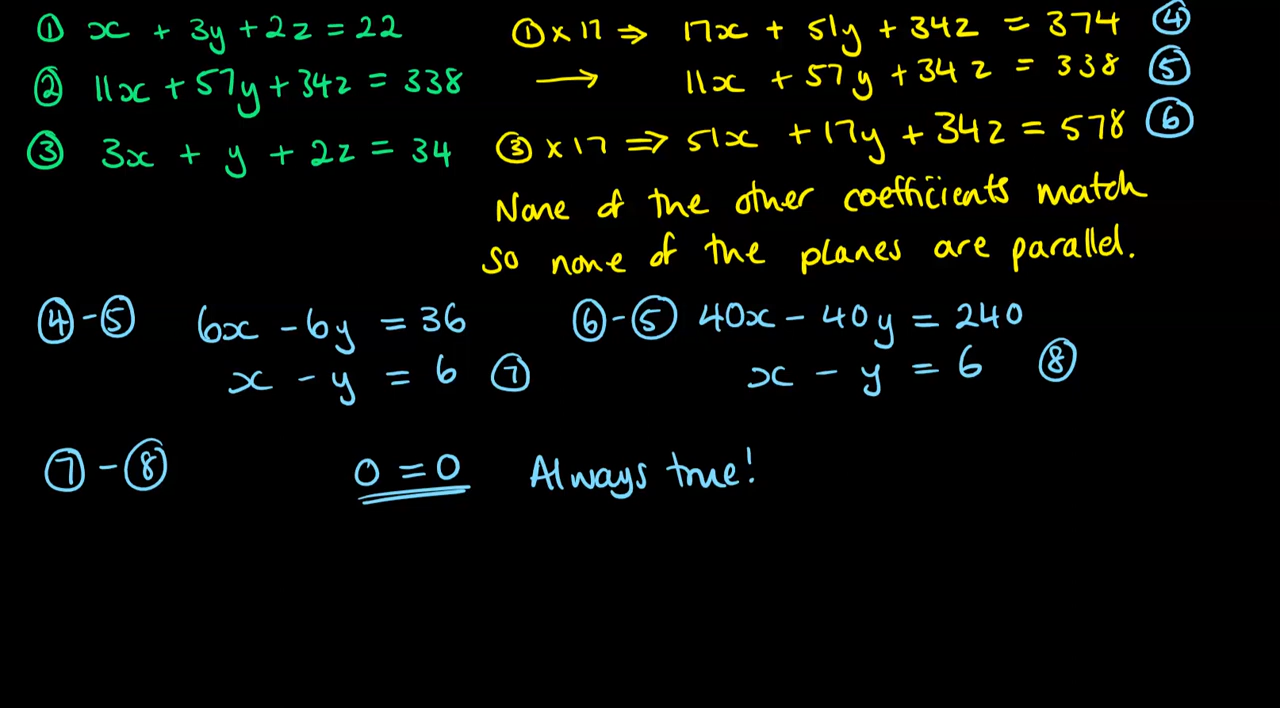 ① x + 3y + 2z = 22
② 11x + 57y + 34z = 338
③ 3x + y + 2z = 34
① × 17 ⇒ 17x + 51y + 34z = 374 ④
→ 11x + 57y + 34z = 338 ⑤
③ × 17 ⇒ 51x + 17y + 34z = 578 ⑥
None of the other coefficients match
so none of the planes are parallel.
④ - ⑤ 6x - 6y = 36
x - y = 6 ⑦
⑥ - ⑤ 40x - 40y = 240
x - y = 6 ⑧
⑦ - ⑧ 0 = 0 Always true!